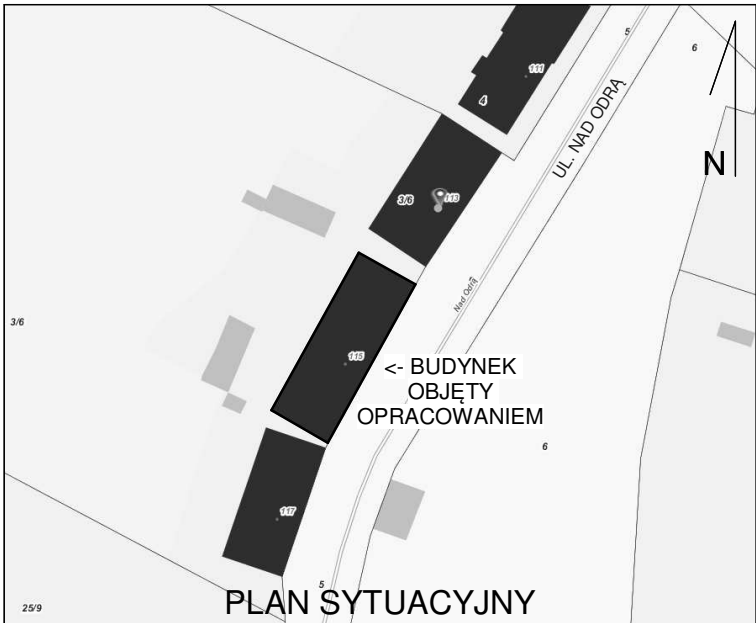 5
6
111
4
UL. NAD ODRĄ
N
3/6
113
Nad Odrą
3/6
115
<- BUDYNEK
OBJĘTY
OPRACOWANIEM
6
117
5
PLAN SYTUACYJNY
25/9